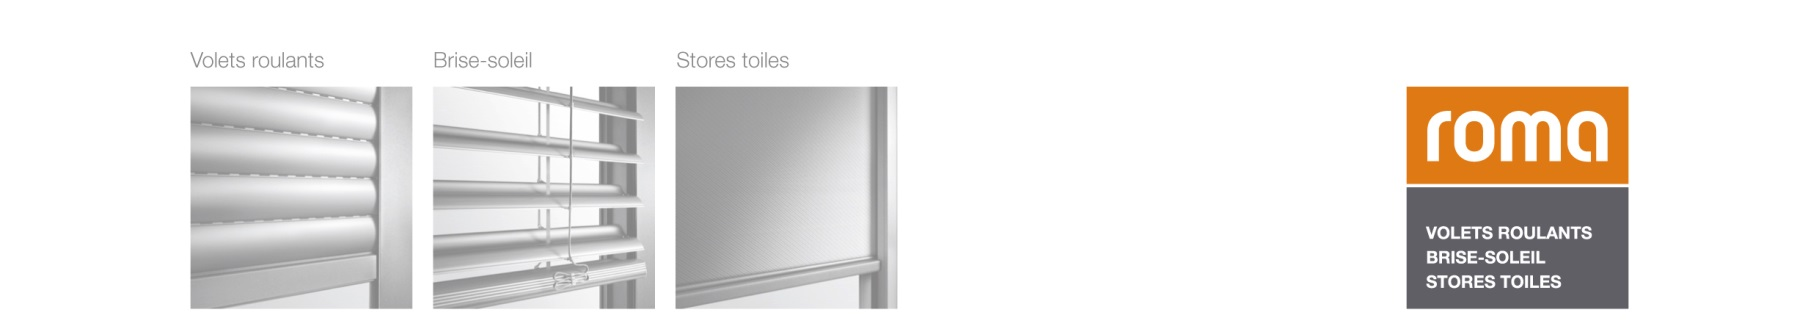 Volets roulants
Brise-soleil
Stores toiles
roma
VOLETS ROULANTS
BRISE-SOLEIL
STORES TOILES